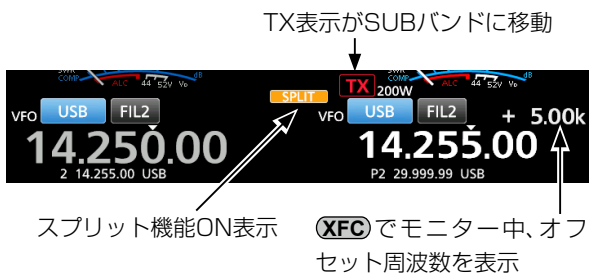 TX表示がSUBバンドに移動
SWR
COMP ALC 44 52V VD dB
TX 200W
COMP ALC 44 52V VD dB
SPLIT
VFO USB FIL2
VFO USB FIL2 + 5.00k
14.250.00
14.255.00
2 14.255.00 USB
P2 29.999.99 USB
スプリット機能ON表示
XFCでモニター中、オフ
セット周波数を表示